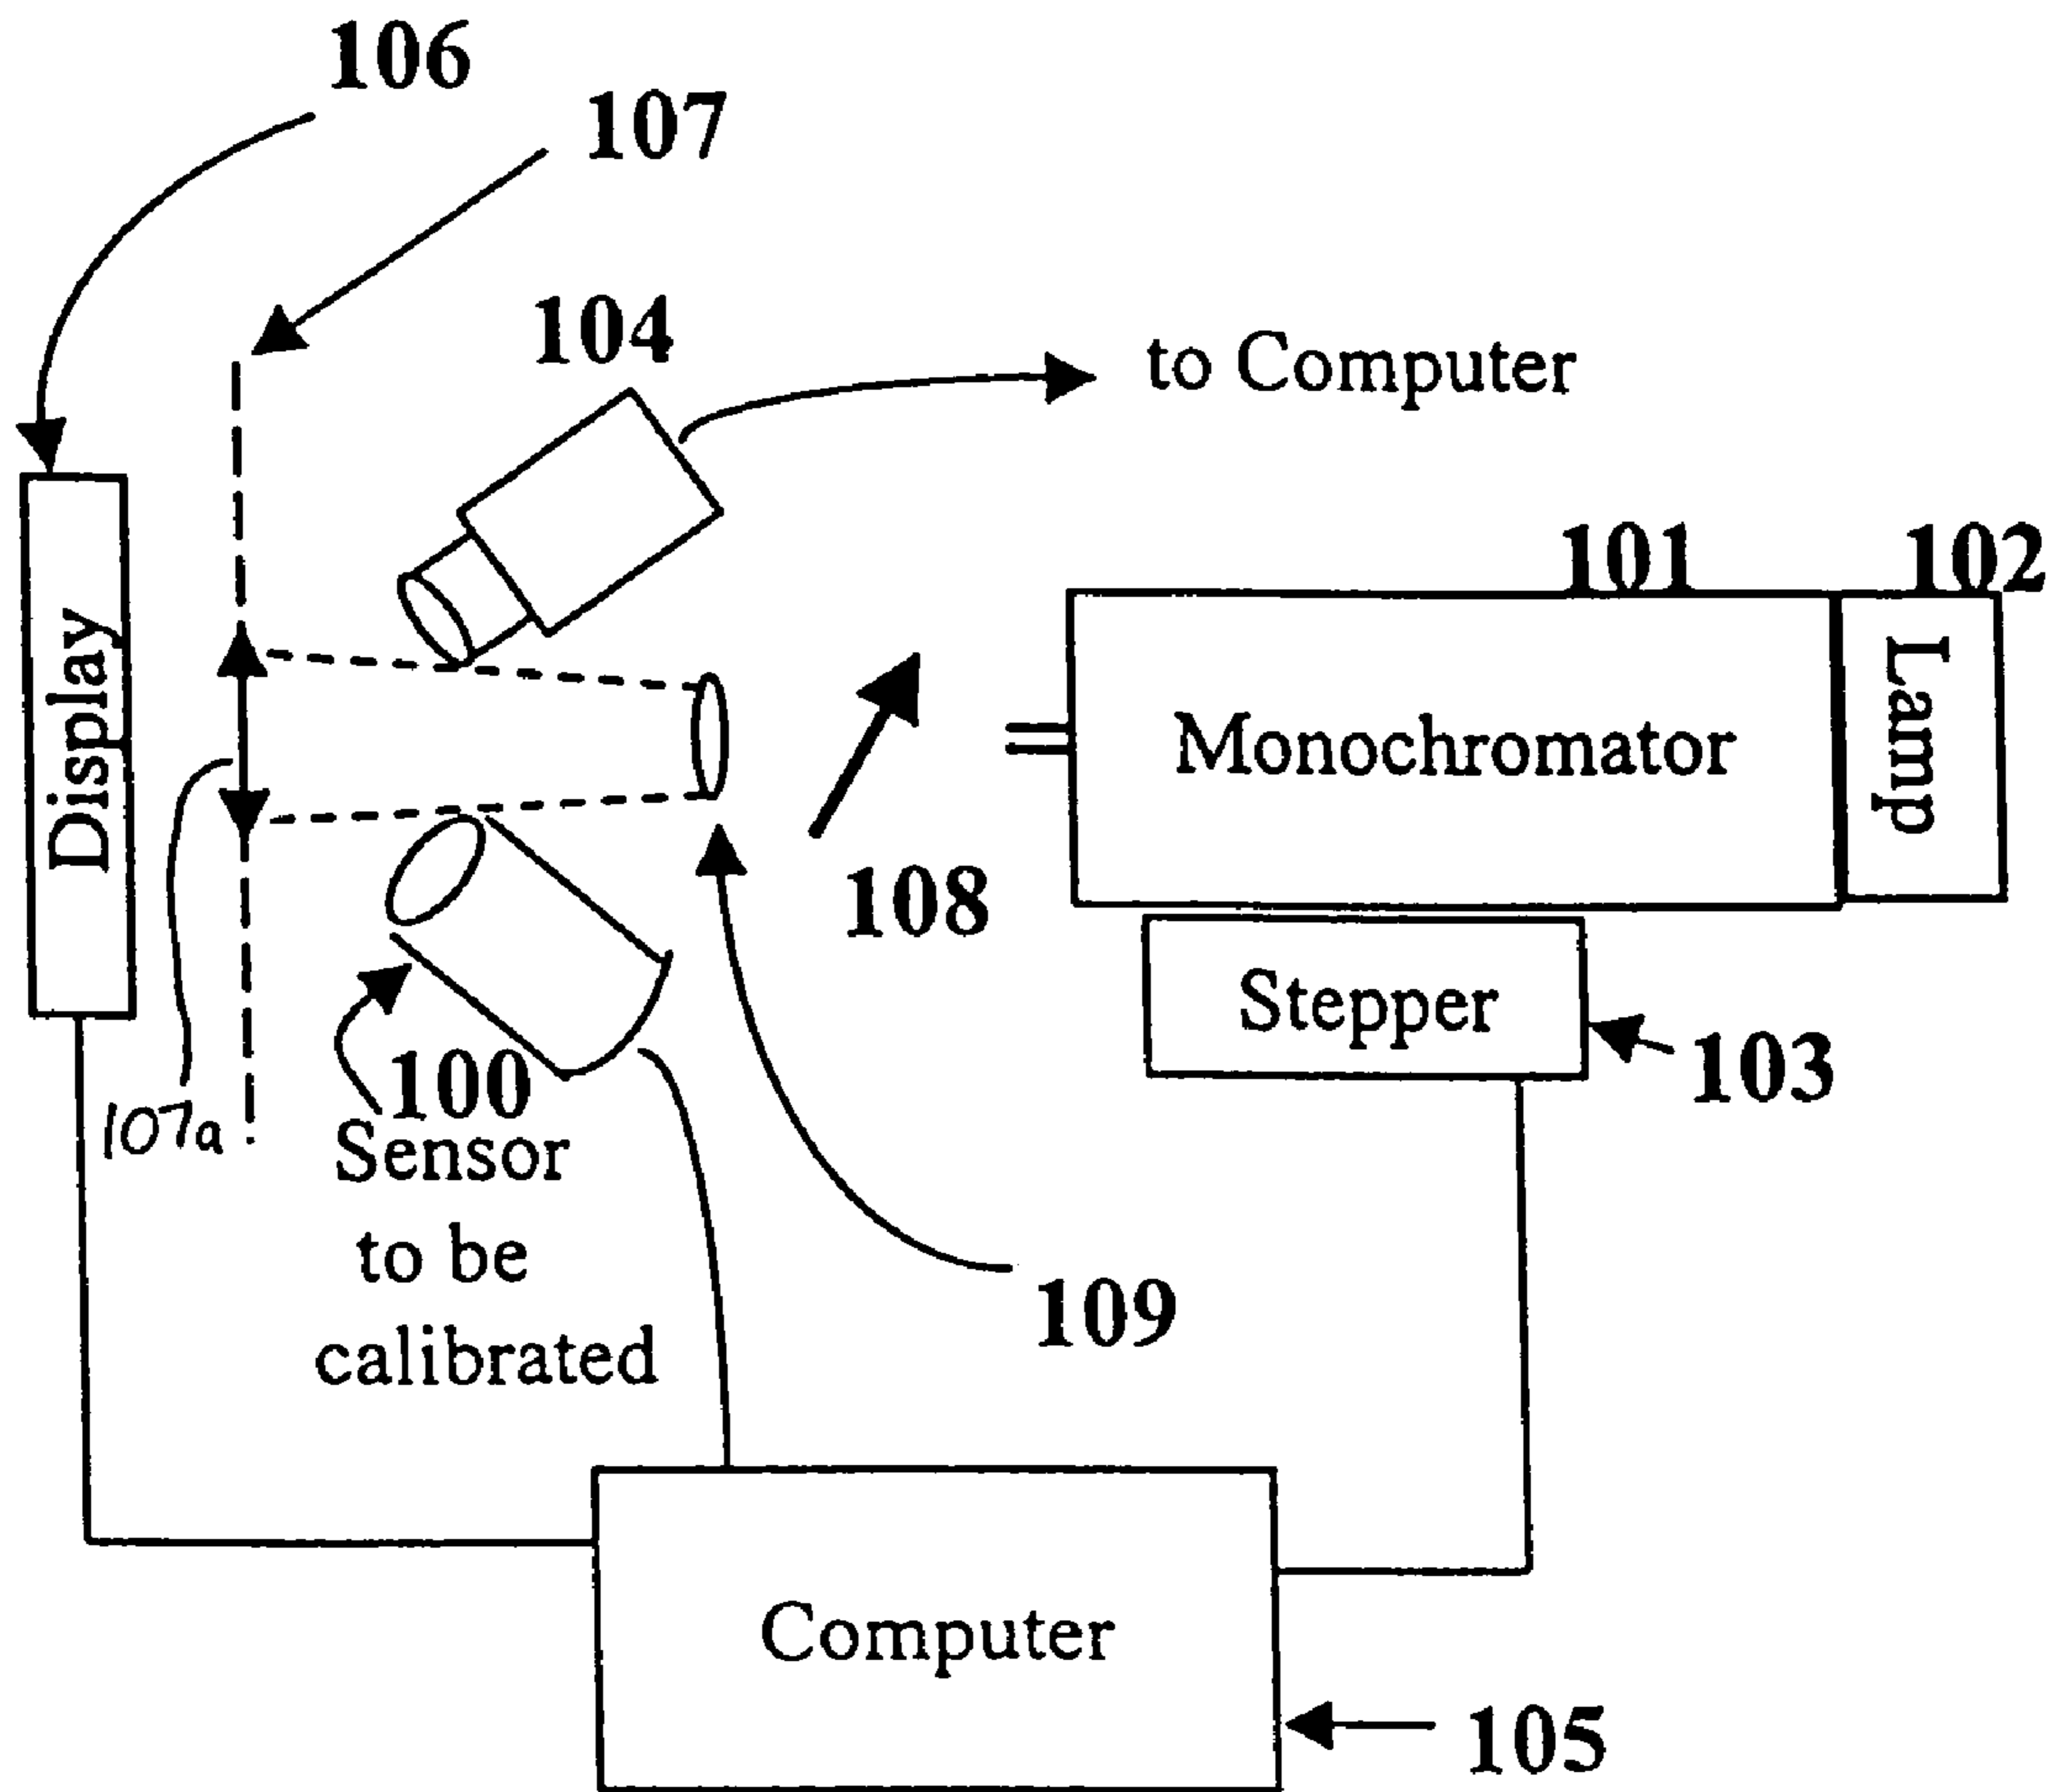 106
107
104
to Computer
101
102
Display
Monochromator
Lamp
108
Stepper
103
100
107a
Sensor
to be
calibrated
109
Computer
105